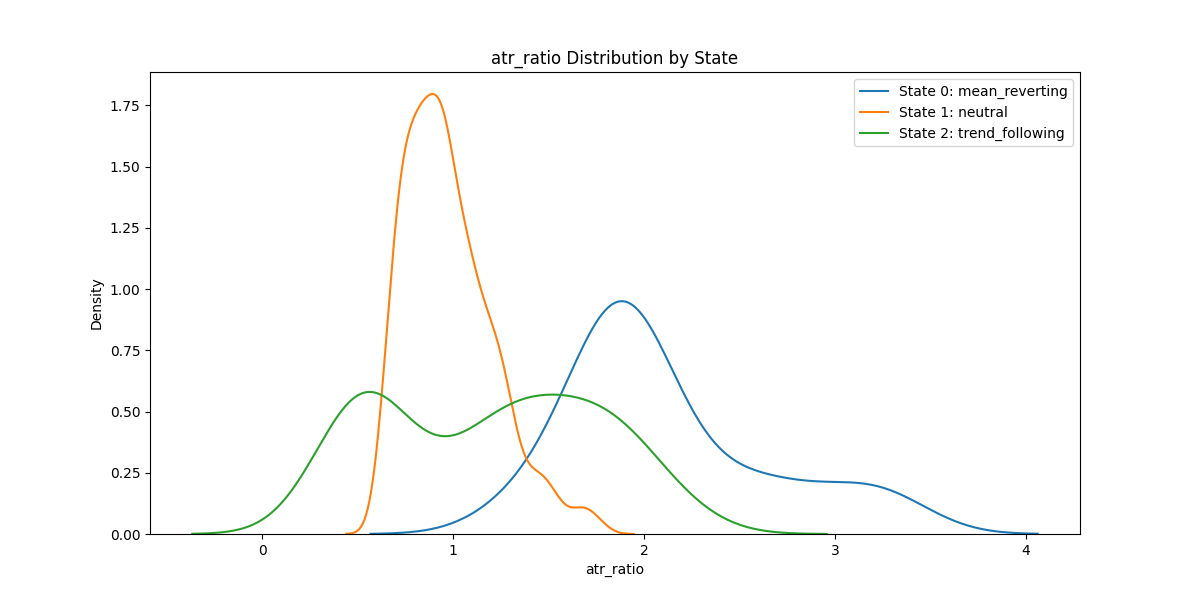 atr_ratio Distribution by State
State 0: mean_reverting
State 1: neutral
State 2: trend_following
Density
1.75
1.50
1.25
1.00
0.75
0.50
0.25
0.00
0 1 2 3 4
atr_ratio